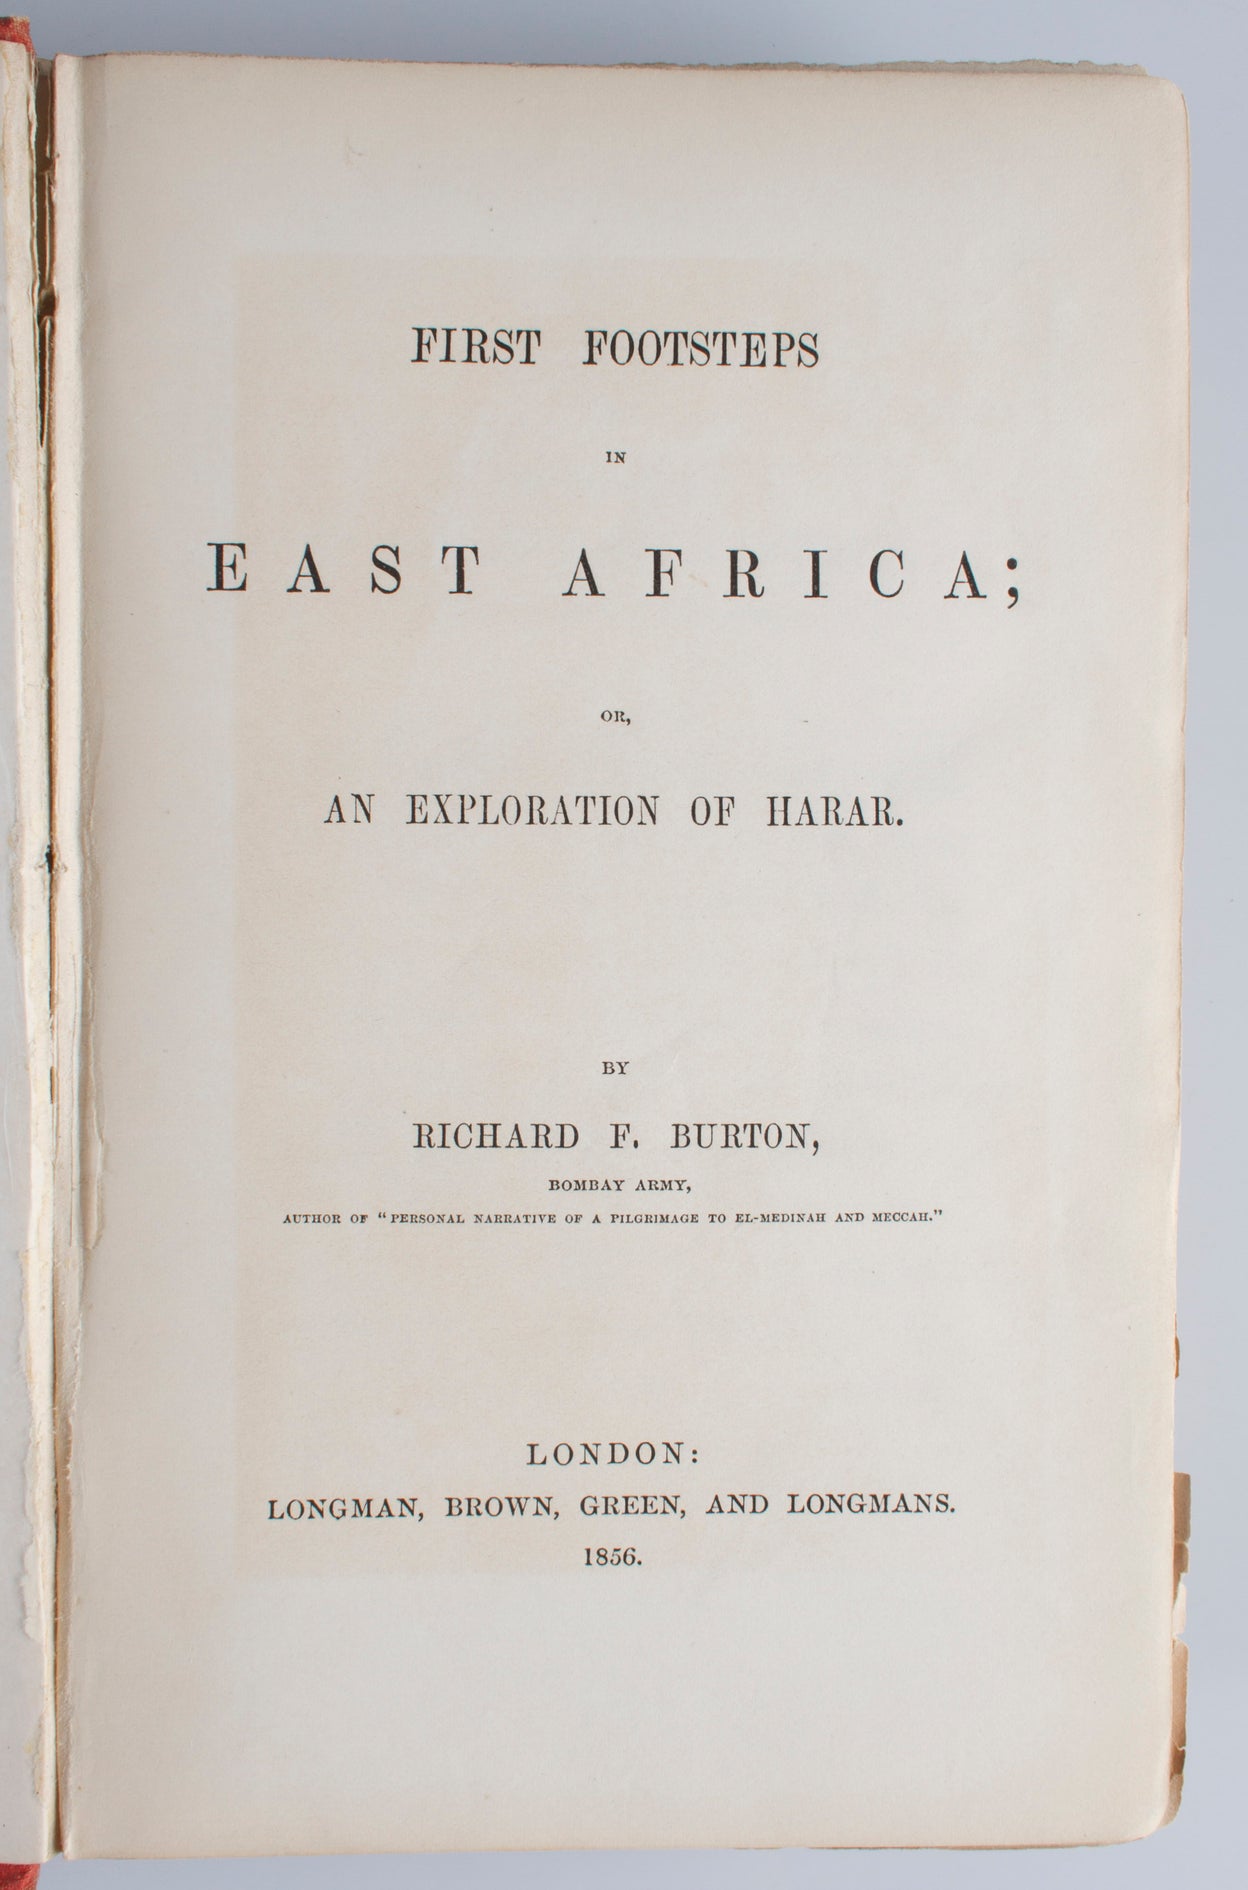 FIRST FOOTSTEPS
IN
EAST AFRICA;
OR,
AN EXPLORATION OF HARAR.
BY
RICHARD F. BURTON,
BOMBAY ARMY,
AUTHOR OF "PERSONAL NARRATIVE OF A PILGRIMAGE TO EL-MEDINAH AND MECCAH."
LONDON:
LONGMAN, BROWN, GREEN, AND LONGMANS.
1856.